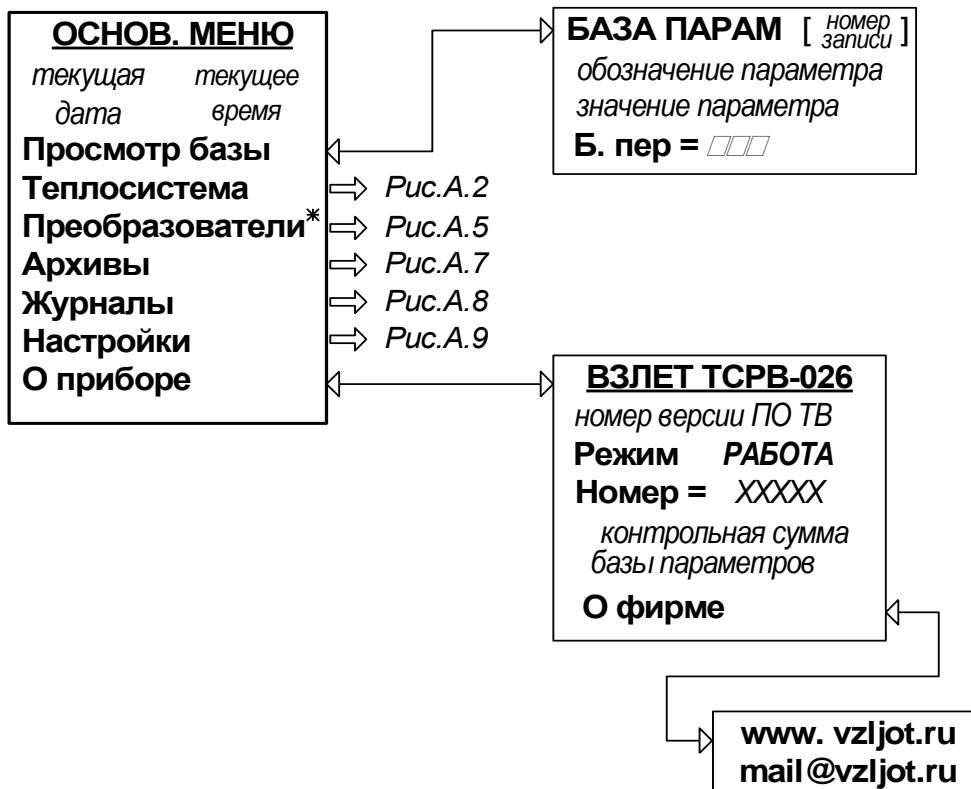 ОСНОВ. МЕНЮ
текущая текущее
дата время
Просмотр базы
Теплосистема
Преобразователи*
Архивы
Журналы
Настройки
О приборе
Рис.А.2
Рис.А.5
Рис.А.7
Рис.А.8
Рис.А.9
БАЗА ПАРАМ [ номер записи ]
обозначение параметра
значение параметра
Б. пер =
ВЗЛЕТ ТСРВ-026
номер версии ПО ТВ
Режим РАБОТА
Номер = XXXXX
контрольная сумма
базы параметров
О фирме
www. vzljot.ru
mail@vzljot.ru